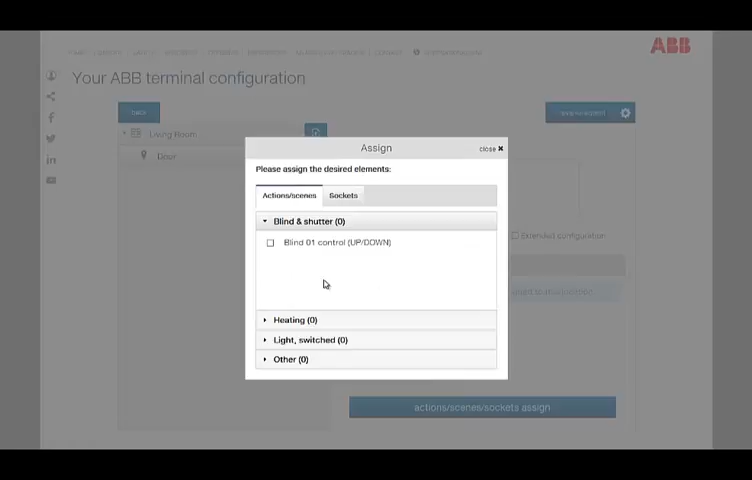 ABB
Your ABB terminal configuration
back
Living Room
Door
Assign
close ✖
Please assign the desired elements:
Actions/scenes
Sockets
Blind & shutter (0)
Blind 01 control (UP/DOWN)
Extended configuration
Heating (0)
Light, switched (0)
Other (0)
actions/scenes/sockets assign